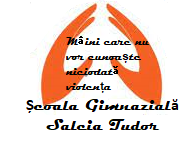 Mâini care nu
vor cunoaște
niciodată
violența
Școala Gimnazială
Salcia Tudor